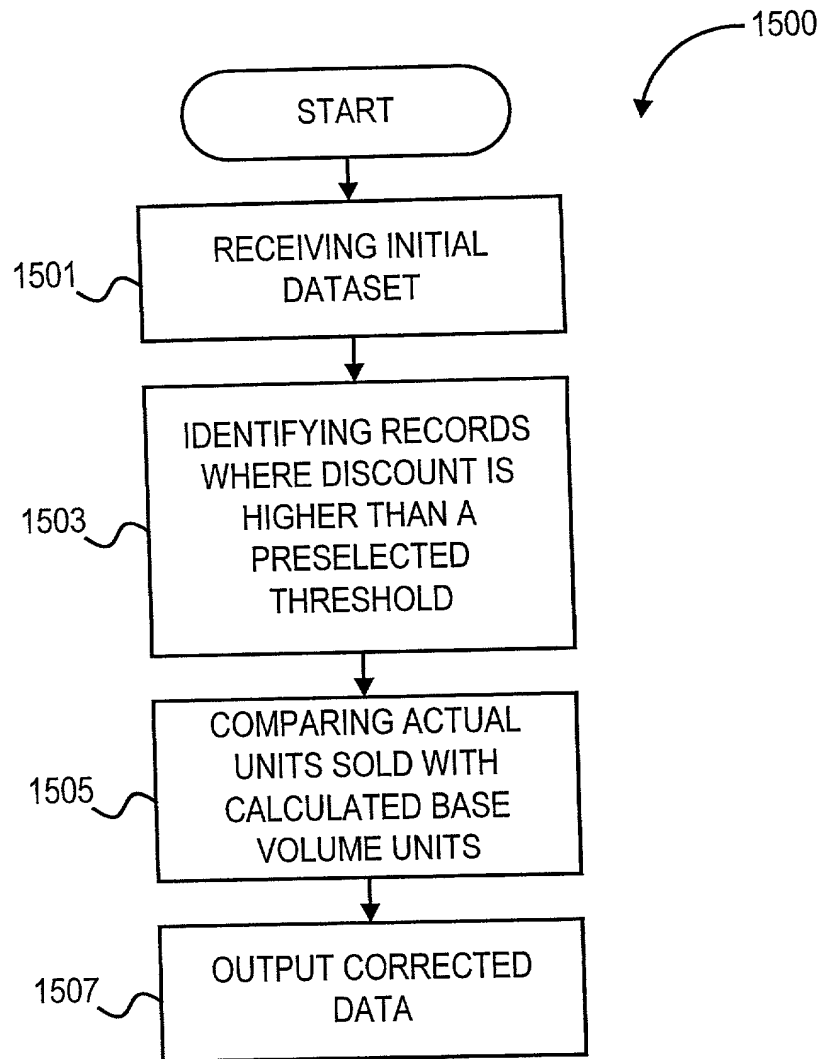 1500
START
1501
RECEIVING INITIAL
DATASET
1503
IDENTIFYING RECORDS
WHERE DISCOUNT IS
HIGHER THAN A
PRESELECTED
THRESHOLD
1505
COMPARING ACTUAL
UNITS SOLD WITH
CALCULATED BASE
VOLUME UNITS
1507
OUTPUT CORRECTED
DATA